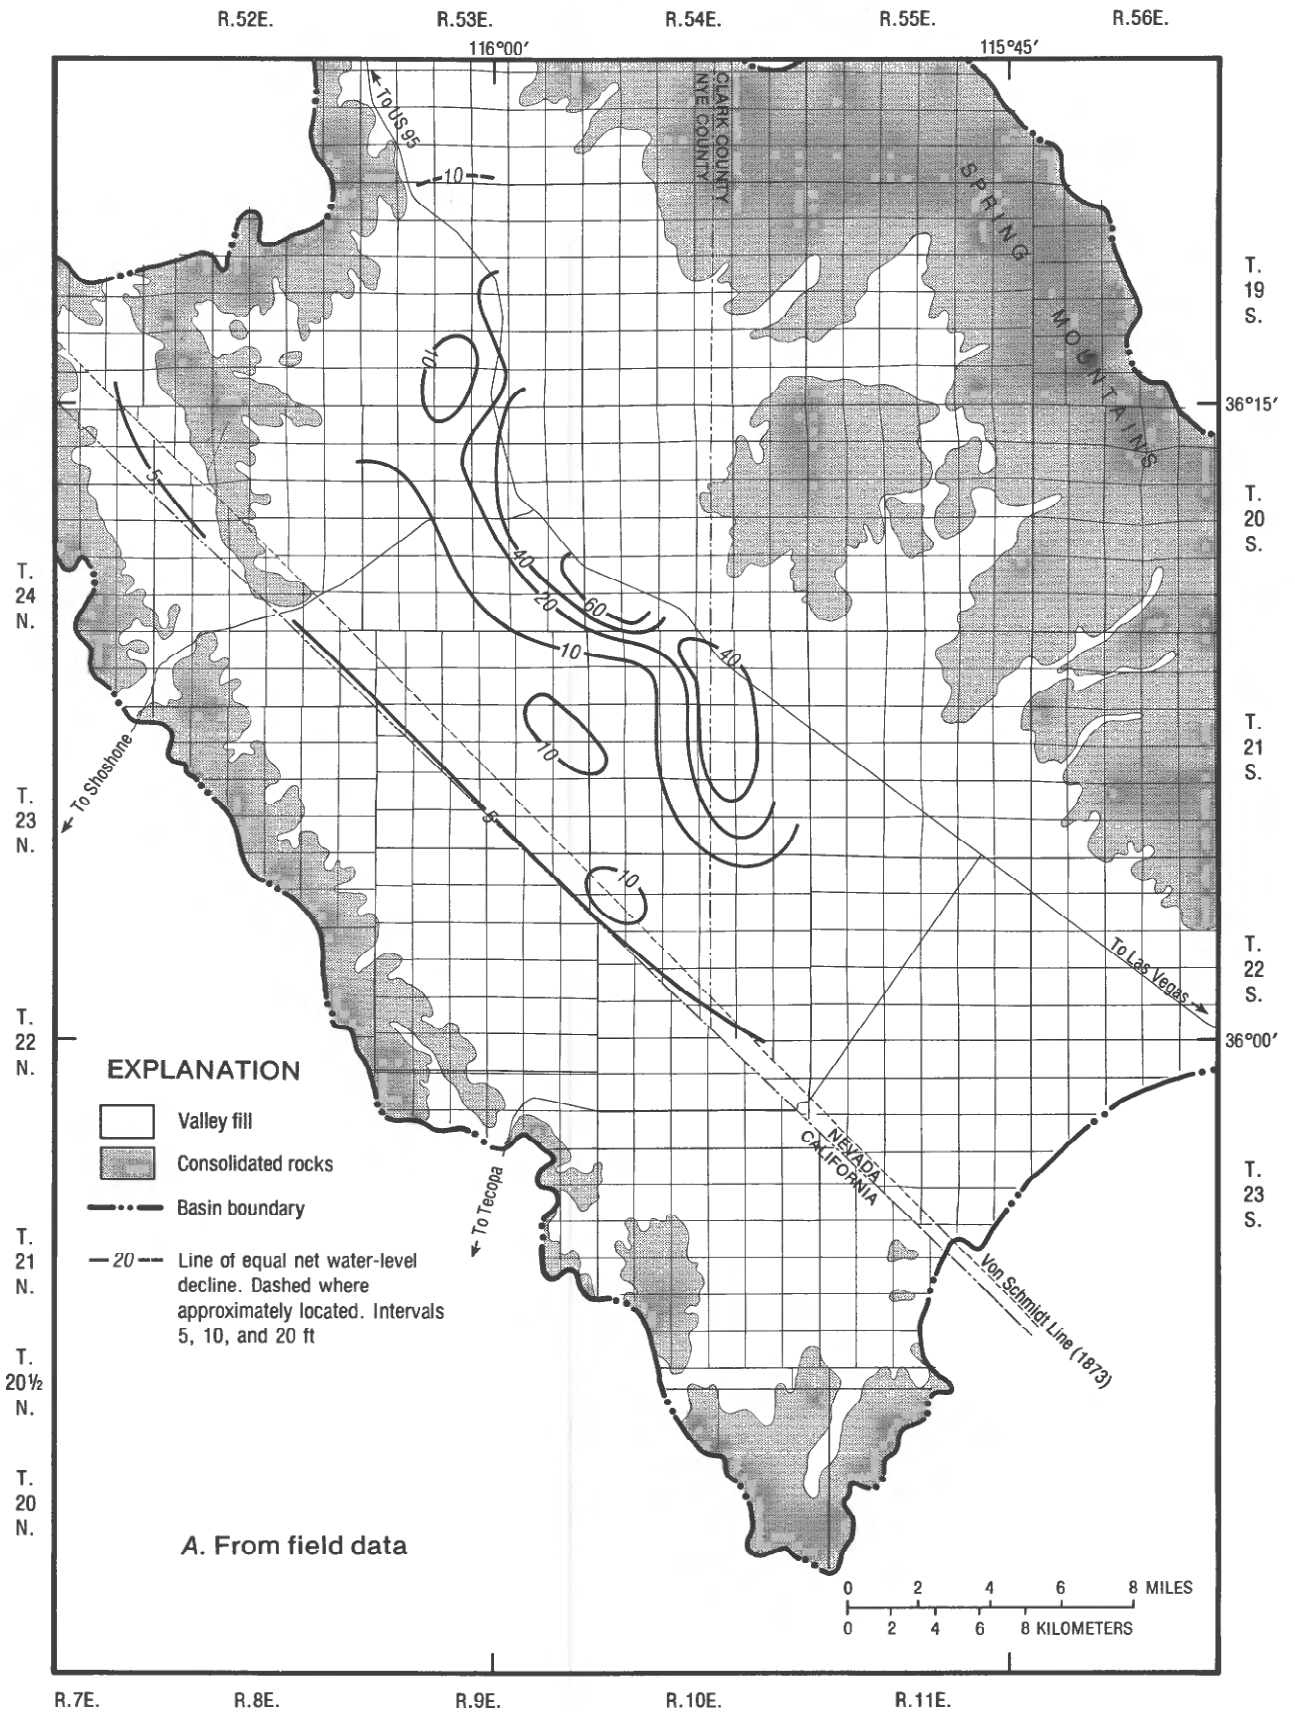 R.52E. R.53E. R.54E. R.55E. R.56E.
116°00′ 115°45′
To US 95
CLARK COUNTY
NYE COUNTY
10
SPRING
MOUNTAINS
T.
19
S.
10
36°15′
5
T.
20
S.
40
20
60
T.
24
N.
10
40
10
T.
21
S.
To Shoshone
T.
23
N.
5
10
To Las Vegas
T.
22
S.
T.
22
N.
36°00′
EXPLANATION
Valley fill
Consolidated rocks
Basin boundary
20 Line of equal net water-level
decline. Dashed where
approximately located. Intervals
5, 10, and 20 ft
NEVADA
CALIFORNIA
To Tecopa
T.
23
S.
T.
21
N.
Von Schmidt Line (1873)
T.
20½
N.
T.
20
N.
A. From field data
0 2 4 6 8 MILES
0 2 4 6 8 KILOMETERS
R.7E. R.8E. R.9E. R.10E. R.11E.